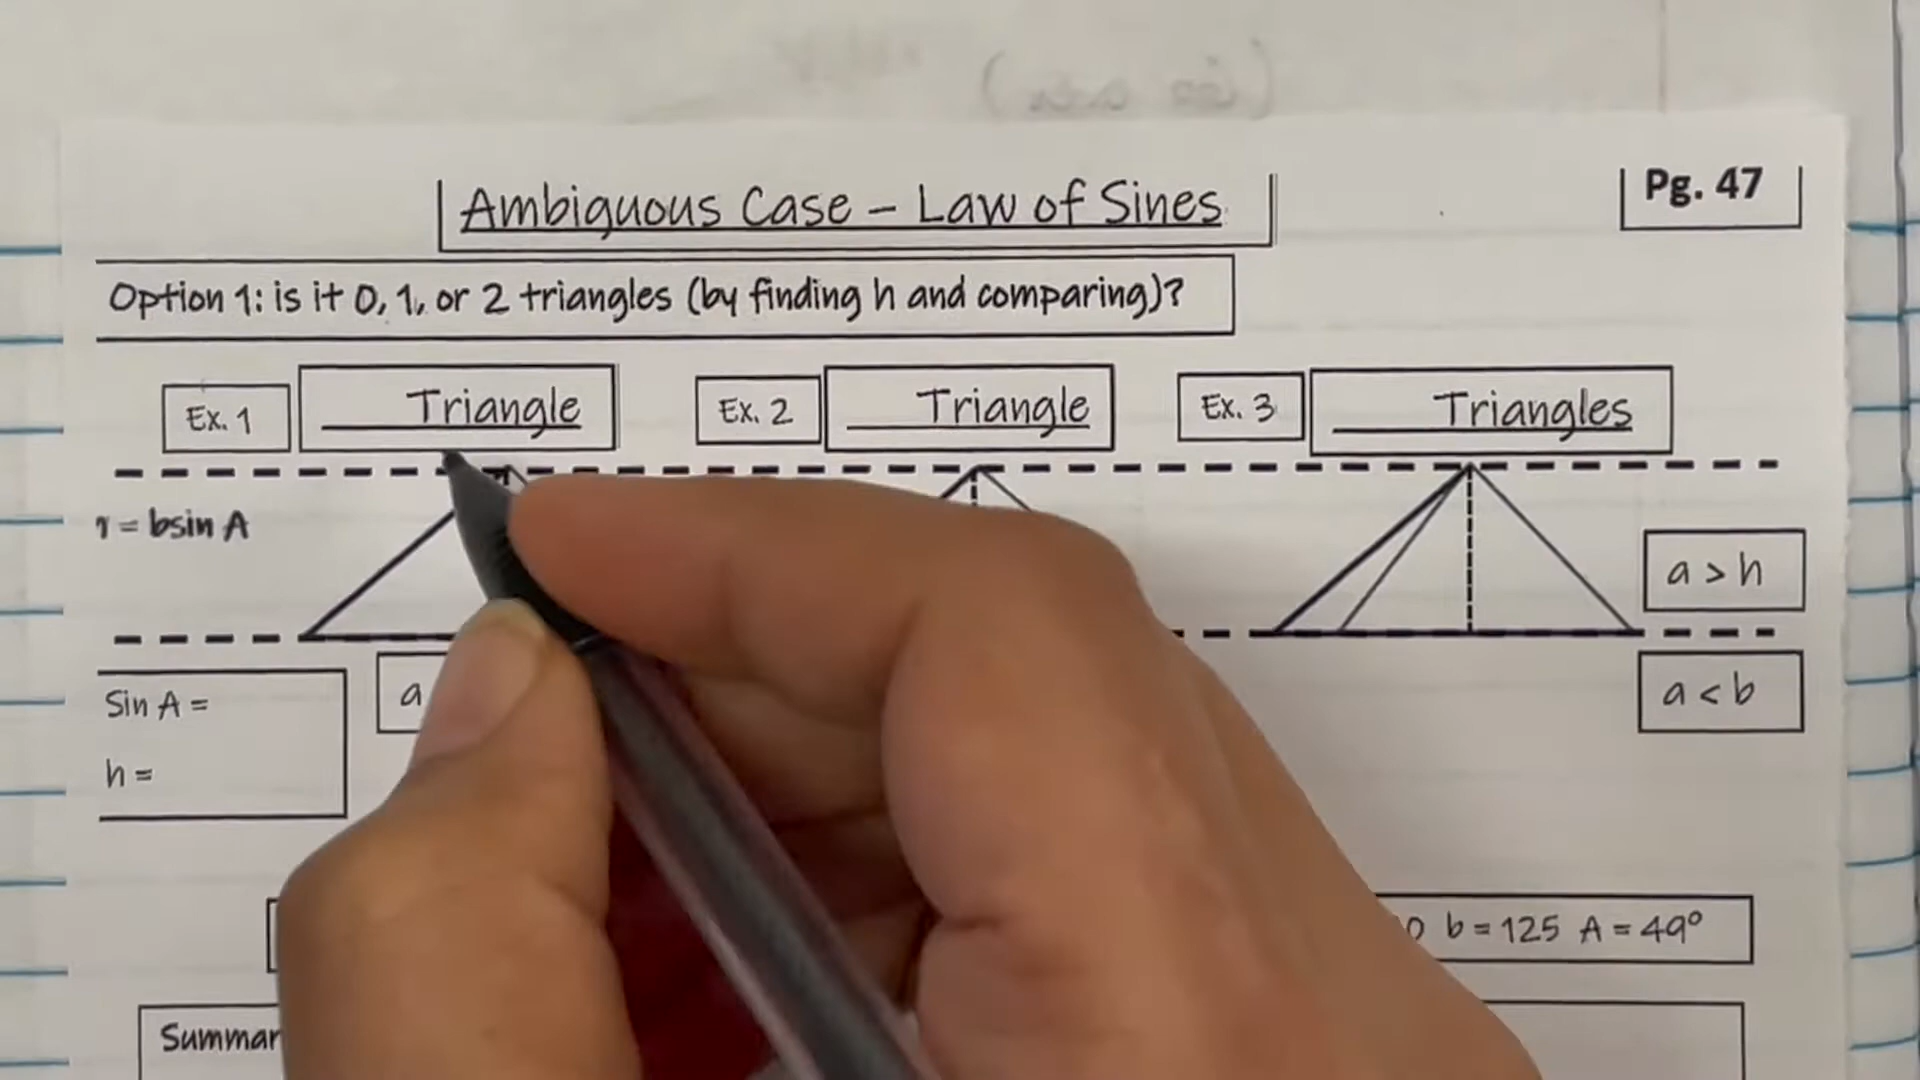 Ambiguous Case – Law of Sines
Pg. 47
Option 1: is it 0, 1, or 2 triangles (by finding h and comparing)?
Ex. 1
Triangle
Ex. 2
Triangle
Ex. 3
Triangles
= bsin A
a > h
Sin A =
a
a < b
h =
b = 125 A = 49°